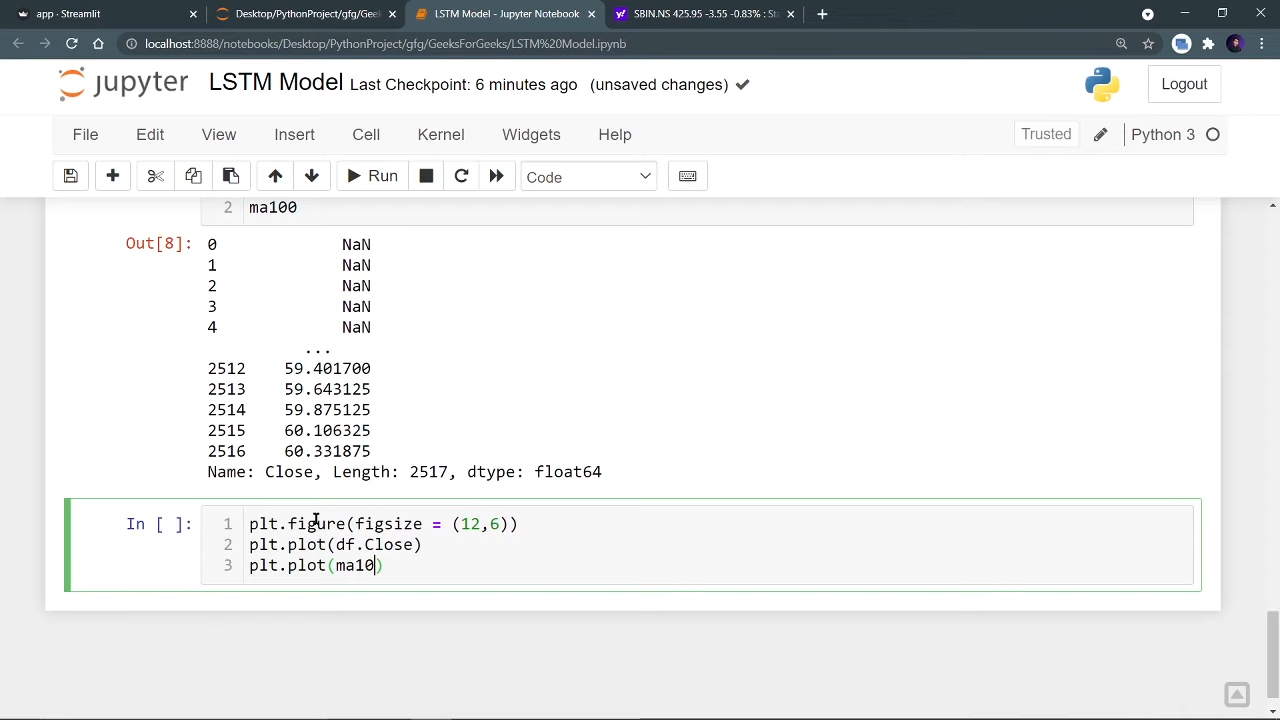 app · Streamlit
Desktop/PythonProject/gfg/Geek
LSTM Model - Jupyter Notebook
SBIN.NS 425.95 -3.55 -0.83% : St
localhost:8888/notebooks/Desktop/PythonProject/gfg/GeeksForGeeks/LSTM%20Model.ipynb
jupyter LSTM Model Last Checkpoint: 6 minutes ago (unsaved changes) Logout
File Edit View Insert Cell Kernel Widgets Help Trusted Python 3
Run Code
2 ma100
Out[8]: 0 NaN
1 NaN
2 NaN
3 NaN
4 NaN
...
2512 59.401700
2513 59.643125
2514 59.875125
2515 60.106325
2516 60.331875
Name: Close, Length: 2517, dtype: float64
In [ ]: 1 plt.figure(figsize = (12,6))
2 plt.plot(df.Close)
3 plt.plot(ma10)